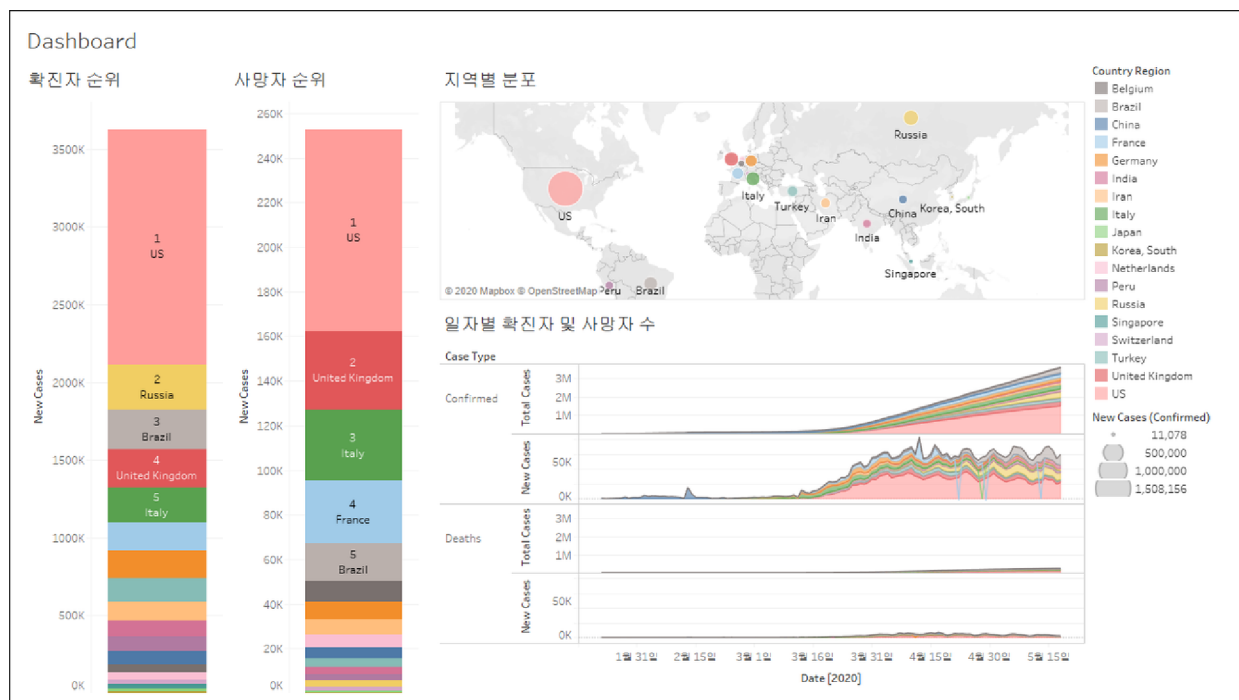 Dashboard
확진자 순위
사망자 순위
지역별 분포
New Cases
3500K
3000K
2500K
2000K
1500K
1000K
500K
0K
1
US
2
Russia
3
Brazil
4
United Kingdom
5
Italy
New Cases
260K
240K
220K
200K
180K
160K
140K
120K
100K
80K
60K
40K
20K
0K
1
US
2
United Kingdom
3
Italy
4
France
5
Brazil
Russia
US
Italy
Turkey
Iran
China
Korea, South
India
Singapore
Peru
Brazil
© 2020 Mapbox © OpenStreetMap
일자별 확진자 및 사망자 수
Case Type
Confirmed
Total Cases
3M
2M
1M
New Cases
50K
0K
Deaths
Total Cases
3M
2M
1M
New Cases
50K
0K
1월 31일
2월 15일
3월 1일
3월 16일
3월 31일
4월 15일
4월 30일
5월 15일
Date [2020]
Country Region
Belgium
Brazil
China
France
Germany
India
Iran
Italy
Japan
Korea, South
Netherlands
Peru
Russia
Singapore
Switzerland
Turkey
United Kingdom
US
New Cases (Confirmed)
11,078
500,000
1,000,000
1,508,156